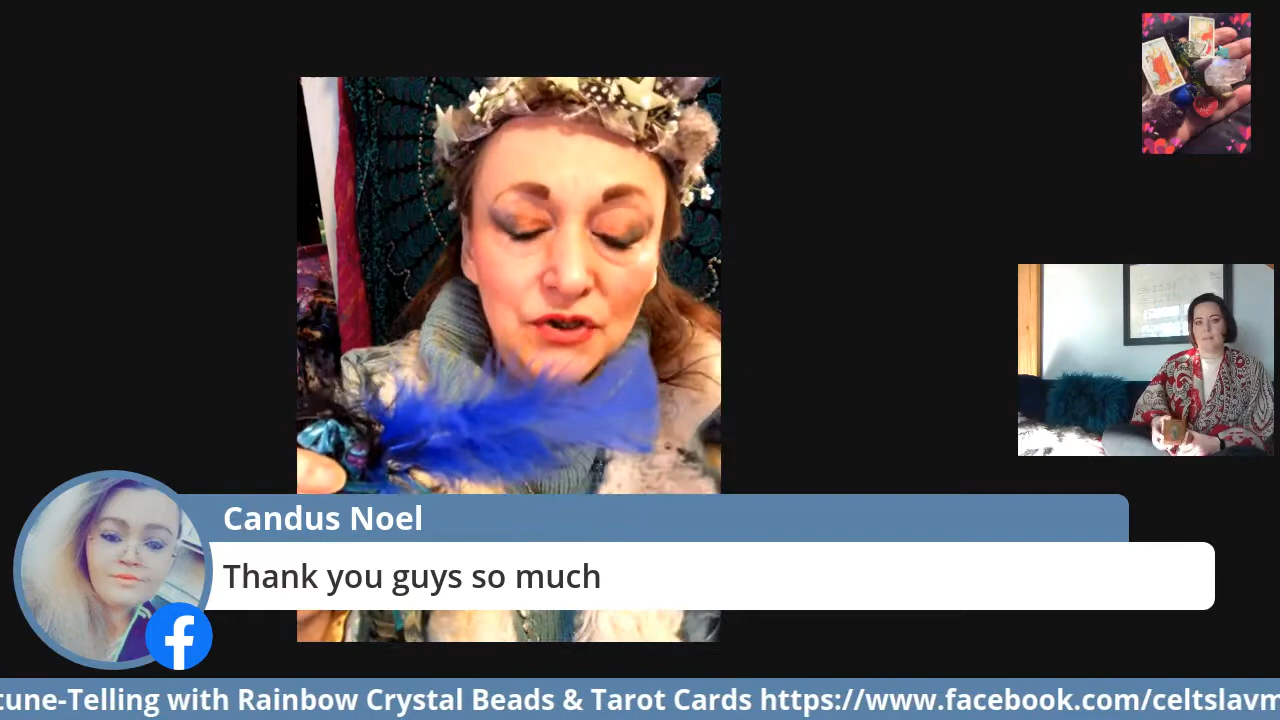 Candus Noel
Thank you guys so much
tune-Telling with Rainbow Crystal Beads & Tarot Cards https://www.facebook.com/celtslavm